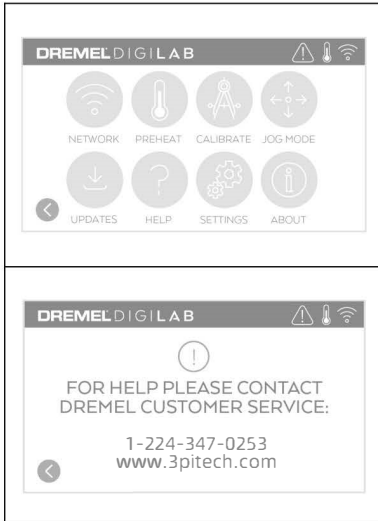 DREMEL DIGILAB
NETWORK PREHEAT CALIBRATE JOG MODE
UPDATES HELP SETTINGS ABOUT
DREMEL DIGILAB
FOR HELP PLEASE CONTACT
DREMEL CUSTOMER SERVICE:
1-224-347-0253
www.3pitech.com